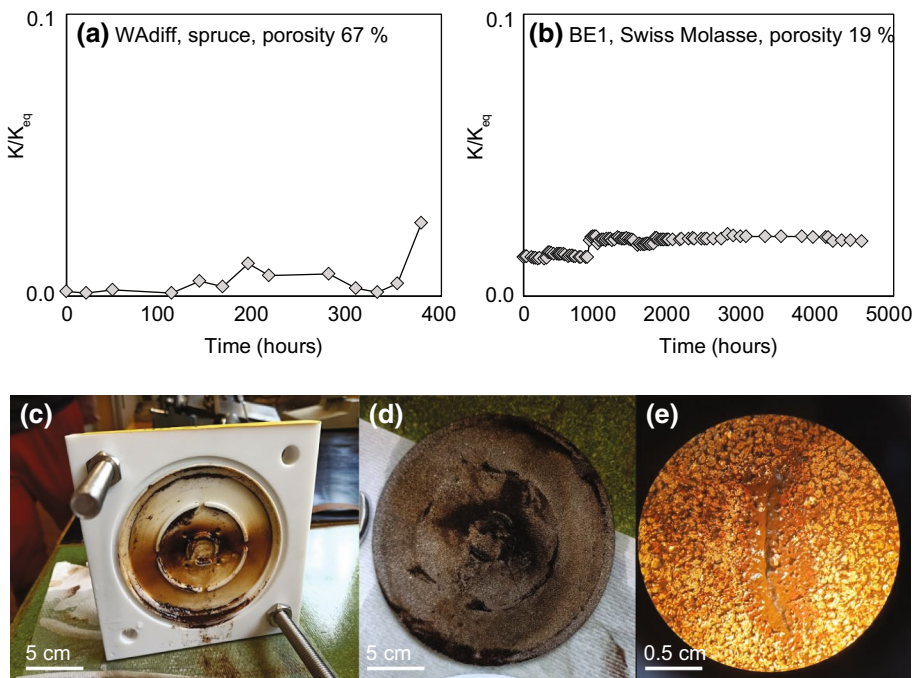 (a) WAdiff, spruce, porosity 67 %
0.1
K/Keq
0.0
0 100 200 300 400
Time (hours)
(b) BE1, Swiss Molasse, porosity 19 %
0.1
K/Keq
0.0
0 1000 2000 3000 4000 5000
Time (hours)
(c)
5 cm
(d)
5 cm
(e)
0.5 cm